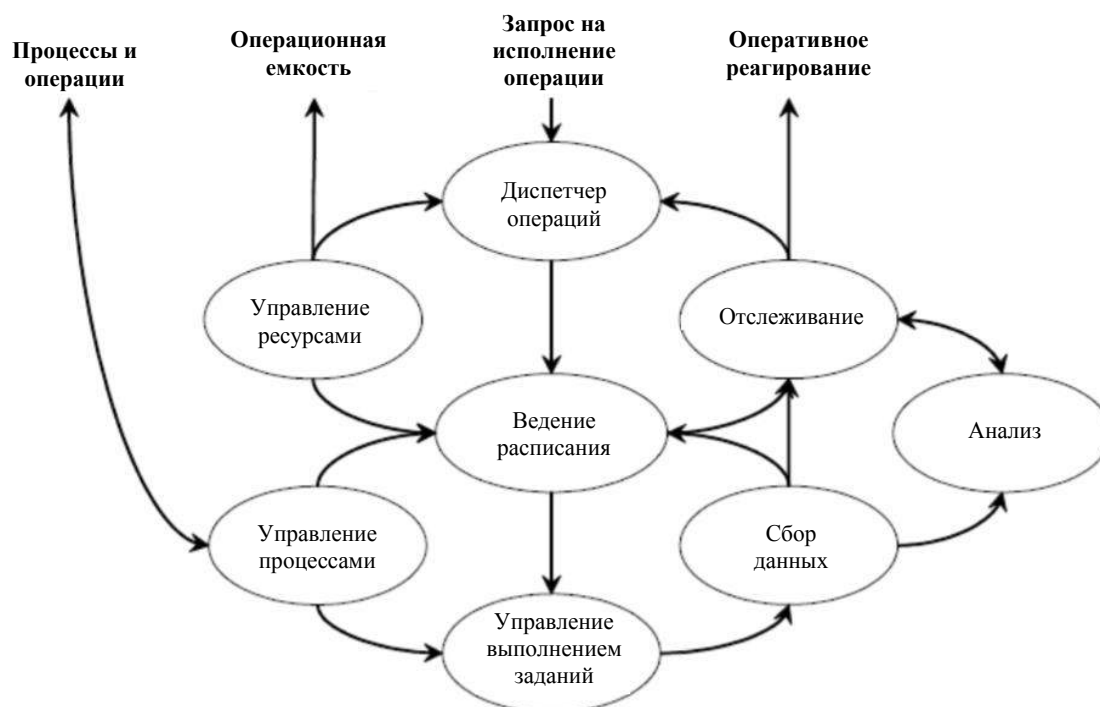 Процессы и
операции
Операционная
емкость
Запрос на
исполнение
операции
Оперативное
реагирование
Диспетчер
операций
Управление
ресурсами
Отслеживание
Ведение
расписания
Анализ
Управление
процессами
Сбор
данных
Управление
выполнением
заданий